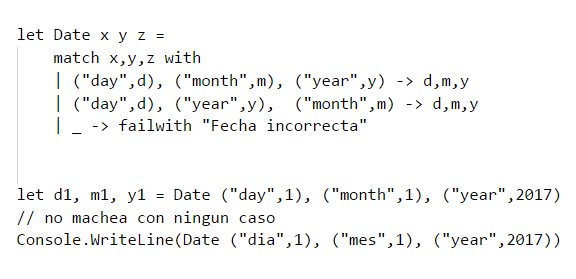 let Date x y z =
match x,y,z with
| ("day",d), ("month",m), ("year",y) -> d,m,y
| ("day",d), ("year",y), ("month",m) -> d,m,y
| _ -> failwith "Fecha incorrecta"
let d1, m1, y1 = Date ("day",1), ("month",1), ("year",2017)
// no machea con ningun caso
Console.WriteLine(Date ("dia",1), ("mes",1), ("year",2017))